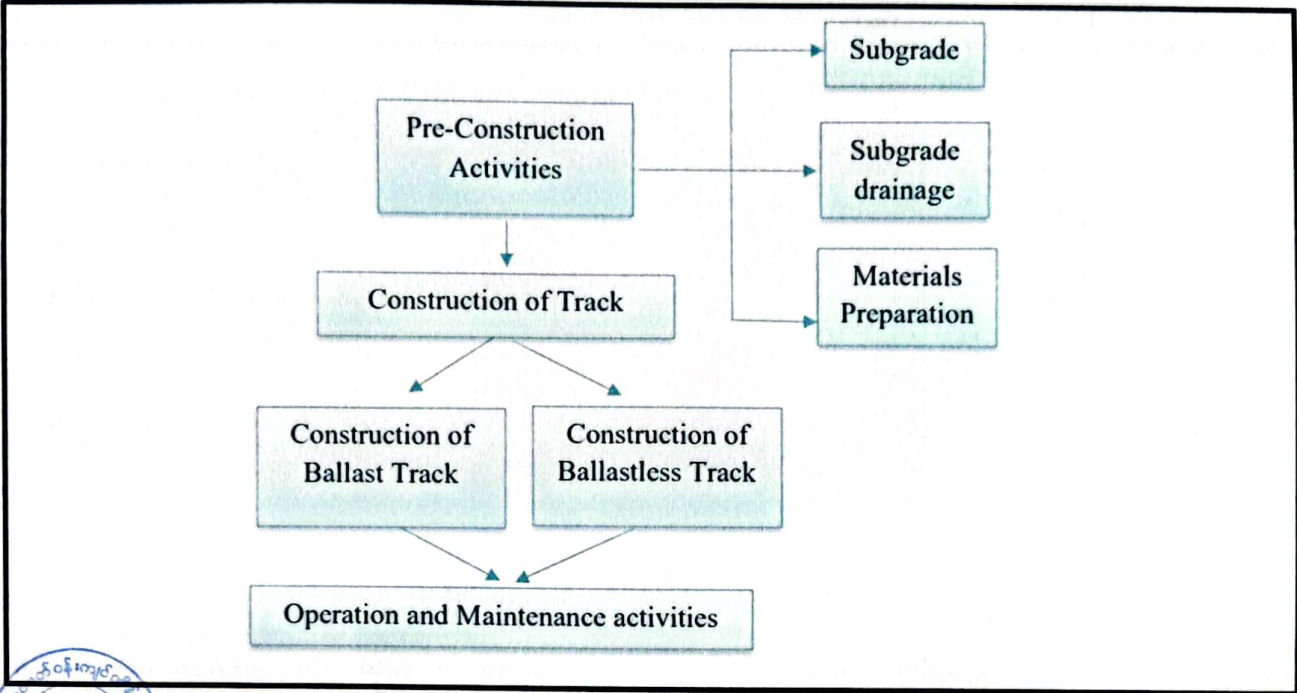 Subgrade
Pre-Construction
Activities
Subgrade
drainage
Materials
Preparation
Construction of Track
Construction of
Ballast Track
Construction of
Ballastless Track
Operation and Maintenance activities